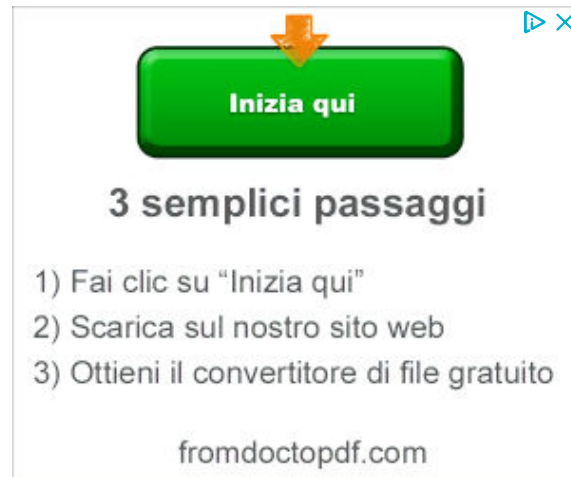 Inizia qui
3 semplici passaggi
1) Fai clic su “Inizia qui”
2) Scarica sul nostro sito web
3) Ottieni il convertitore di file gratuito
fromdoctopdf.com